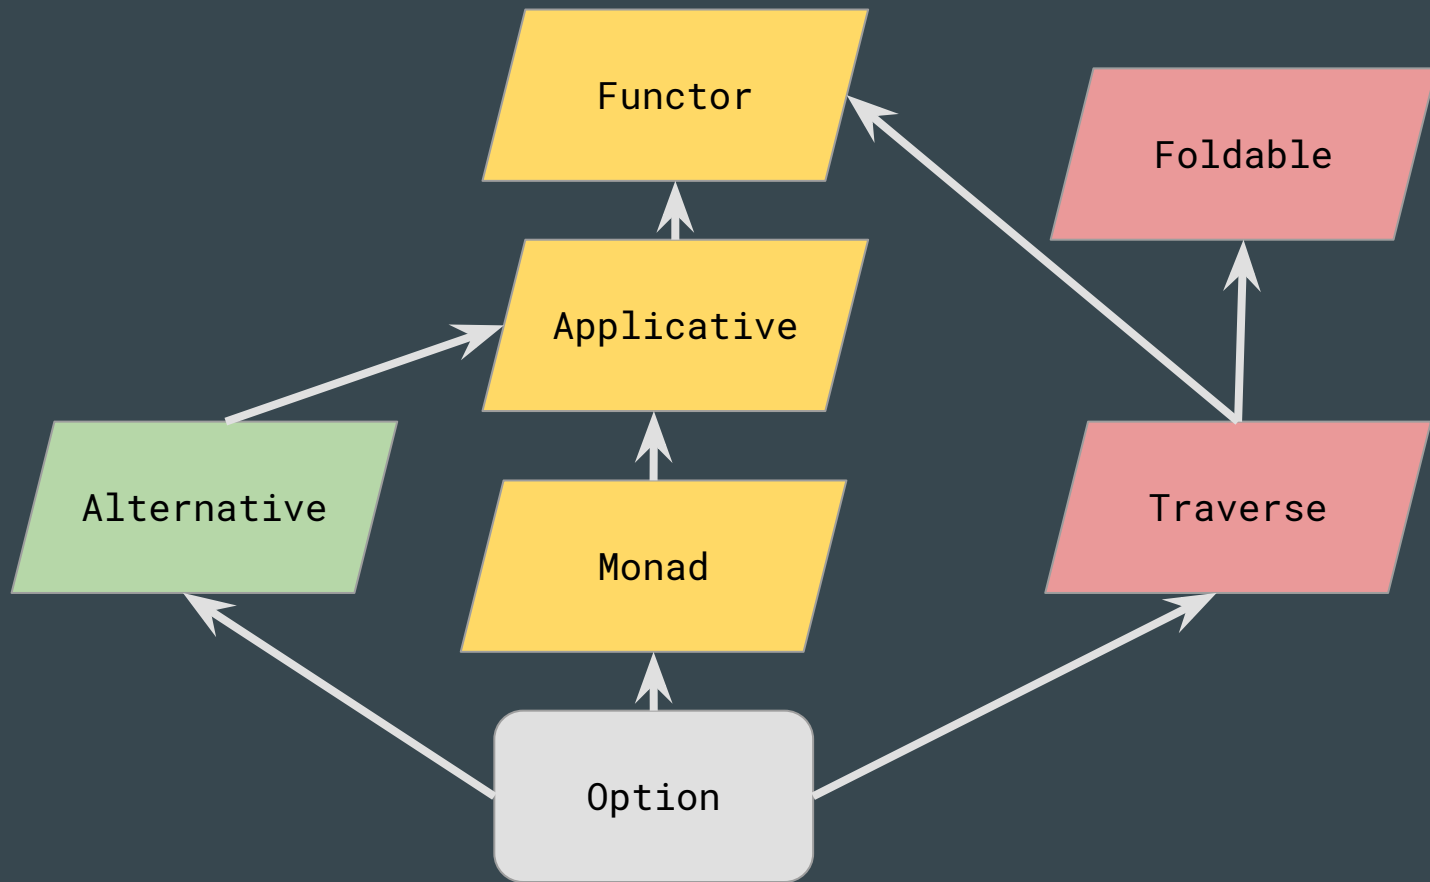 Functor
Foldable
Applicative
Alternative
Traverse
Monad
Option